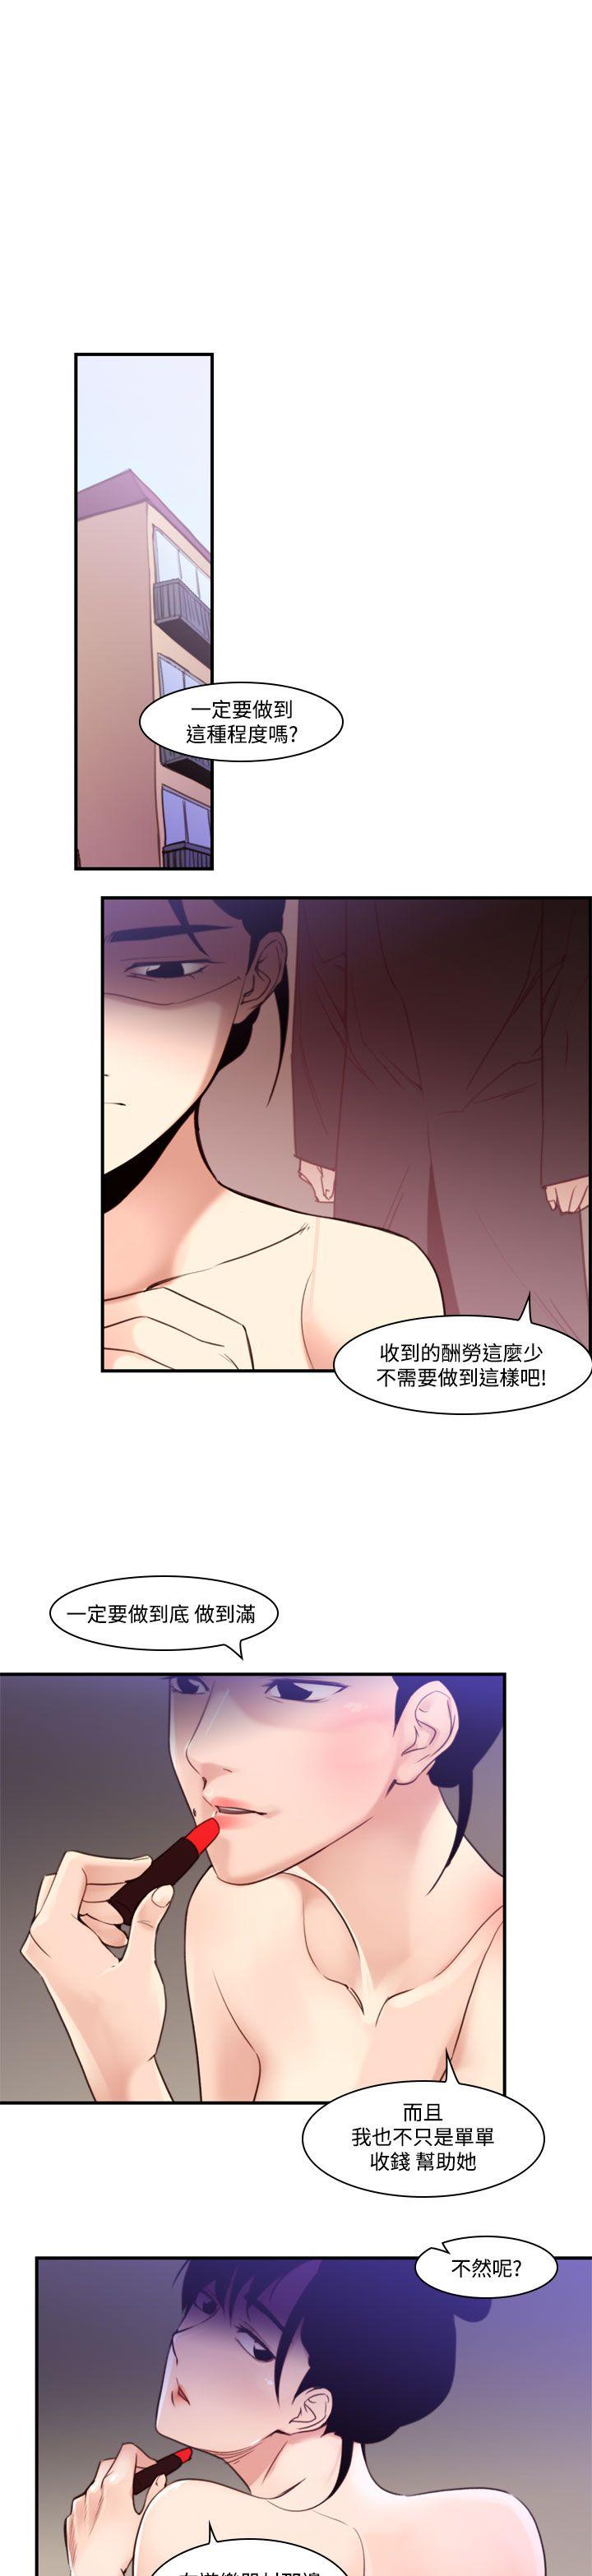 一定要做到
這種程度嗎?
收到的酬勞這麼少
不需要做到這樣吧!
一定要做到底 做到滿
而且
我也不只是單單
收錢 幫助她
不然呢?